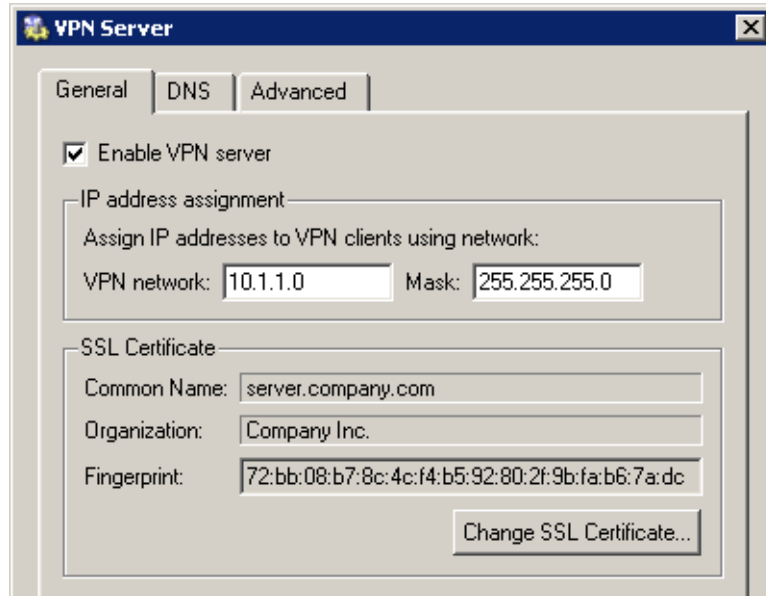 VPN Server
General DNS Advanced
Enable VPN server
IP address assignment
Assign IP addresses to VPN clients using network:
VPN network: 10.1.1.0 Mask: 255.255.255.0
SSL Certificate
Common Name: server.company.com
Organization: Company Inc.
Fingerprint: 72:bb:08:b7:8c:4c:f4:b5:92:80:2f:9b:fa:b6:7a:dc
Change SSL Certificate...